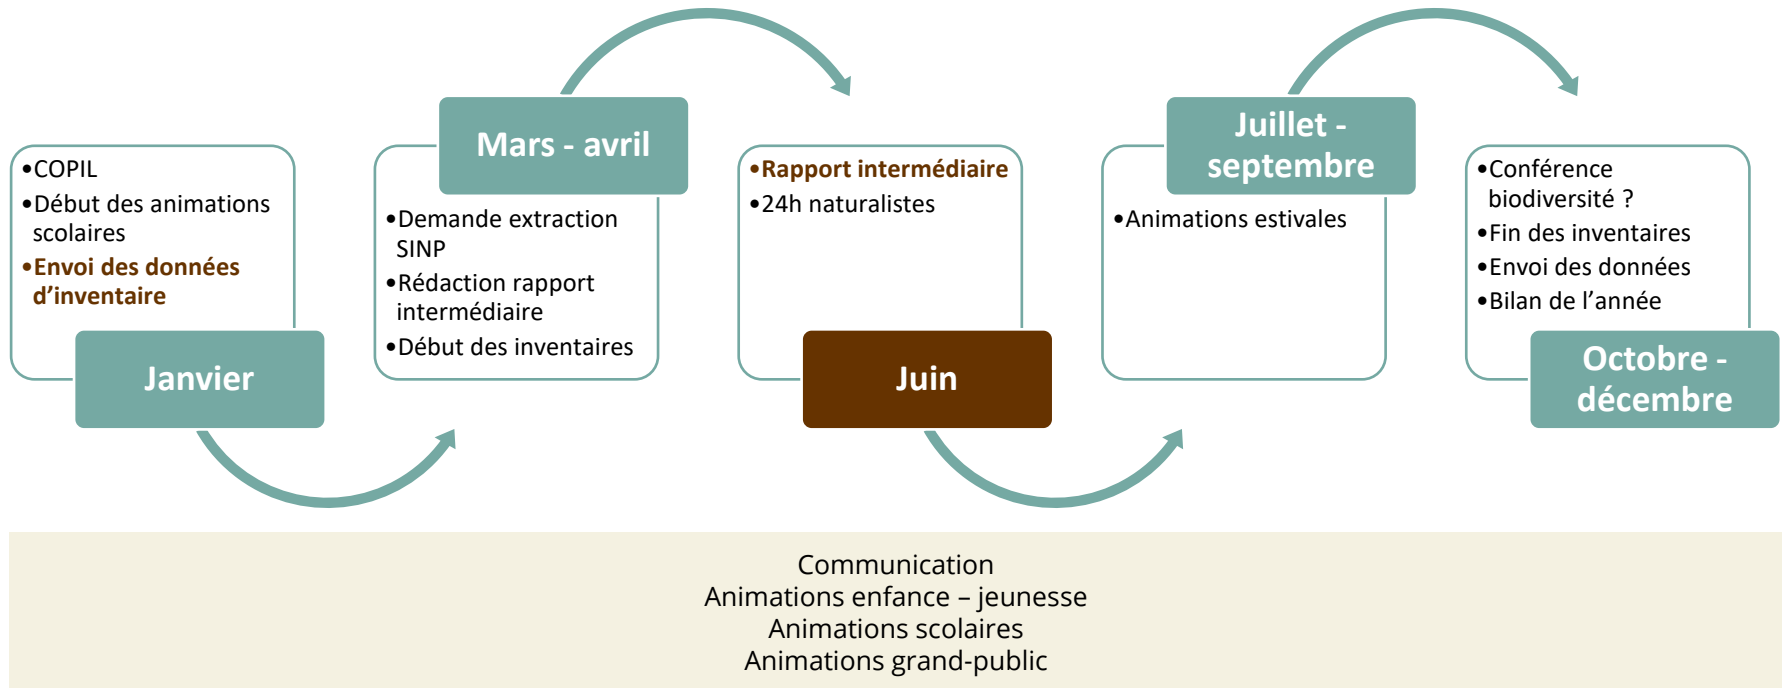 •COPIL
•Début des animations
scolaires
•Envoi des données
d’inventaire
Janvier
Mars - avril
•Demande extraction
SINP
•Rédaction rapport
intermédiaire
•Début des inventaires
•Rapport intermédiaire
•24h naturalistes
Juin
Juillet -
septembre
•Animations estivales
•Conférence
biodiversité ?
•Fin des inventaires
•Envoi des données
•Bilan de l’année
Octobre -
décembre
Communication
Animations enfance – jeunesse
Animations scolaires
Animations grand-public